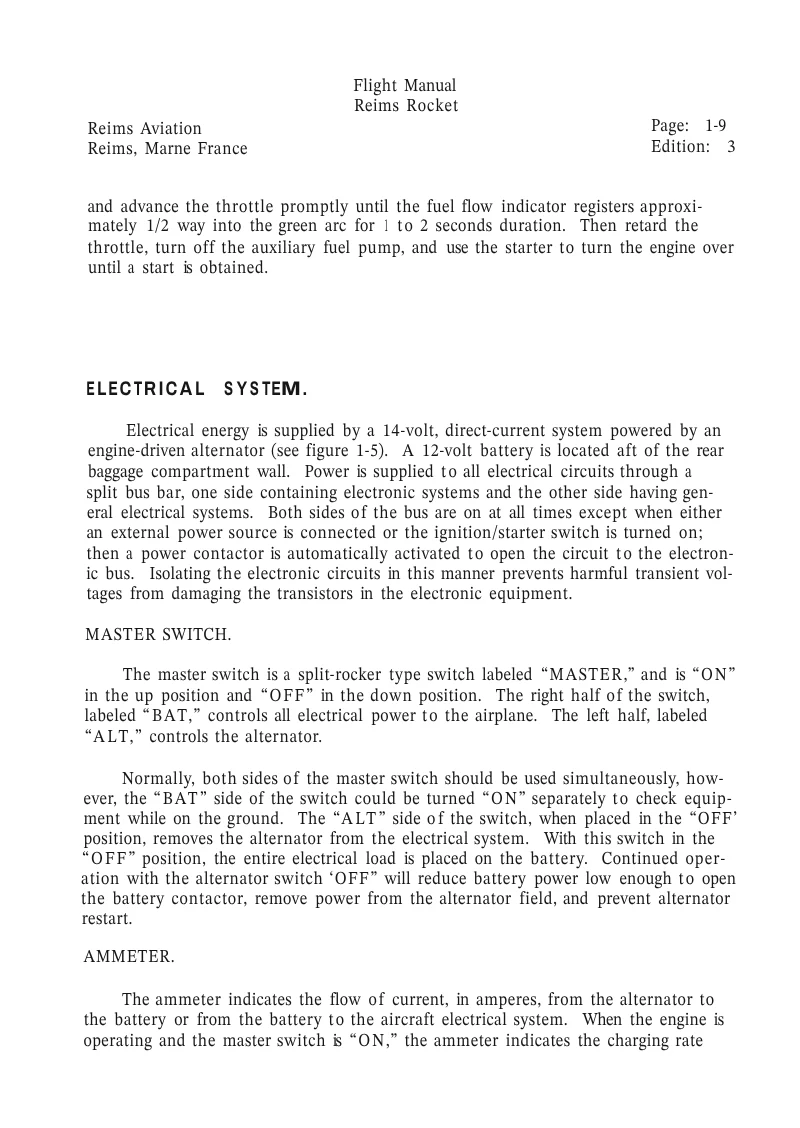 Flight Manual
Reims Rocket
Reims Aviation
Reims, Marne France
Page: 1-9
Edition: 3
and advance the throttle promptly until the fuel flow indicator registers approxi-
mately 1/2 way into the green arc for 1 to 2 seconds duration. Then retard the
throttle, turn off the auxiliary fuel pump, and use the starter to turn the engine over
until a start is obtained.
ELECTRICAL SYSTEM.
Electrical energy is supplied by a 14-volt, direct-current system powered by an
engine-driven alternator (see figure 1-5). A 12-volt battery is located aft of the rear
baggage compartment wall. Power is supplied to all electrical circuits through a
split bus bar, one side containing electronic systems and the other side having gen-
eral electrical systems. Both sides of the bus are on at all times except when either
an external power source is connected or the ignition/starter switch is turned on;
then a power contactor is automatically activated to open the circuit to the electron-
ic bus. Isolating the electronic circuits in this manner prevents harmful transient vol-
tages from damaging the transistors in the electronic equipment.
MASTER SWITCH.
The master switch is a split-rocker type switch labeled “MASTER,” and is “ON”
in the up position and “OFF” in the down position. The right half of the switch,
labeled “BAT,” controls all electrical power to the airplane. The left half, labeled
“ALT,” controls the alternator.
Normally, both sides of the master switch should be used simultaneously, how-
ever, the “BAT” side of the switch could be turned “ON” separately to check equip-
ment while on the ground. The “ALT” side of the switch, when placed in the “OFF’
position, removes the alternator from the electrical system. With this switch in the
“OFF” position, the entire electrical load is placed on the battery. Continued oper-
ation with the alternator switch ‘OFF” will reduce battery power low enough to open
the battery contactor, remove power from the alternator field, and prevent alternator
restart.
AMMETER.
The ammeter indicates the flow of current, in amperes, from the alternator to
the battery or from the battery to the aircraft electrical system. When the engine is
operating and the master switch is “ON,” the ammeter indicates the charging rate